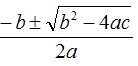 −b ± √(b² − 4ac)
2a